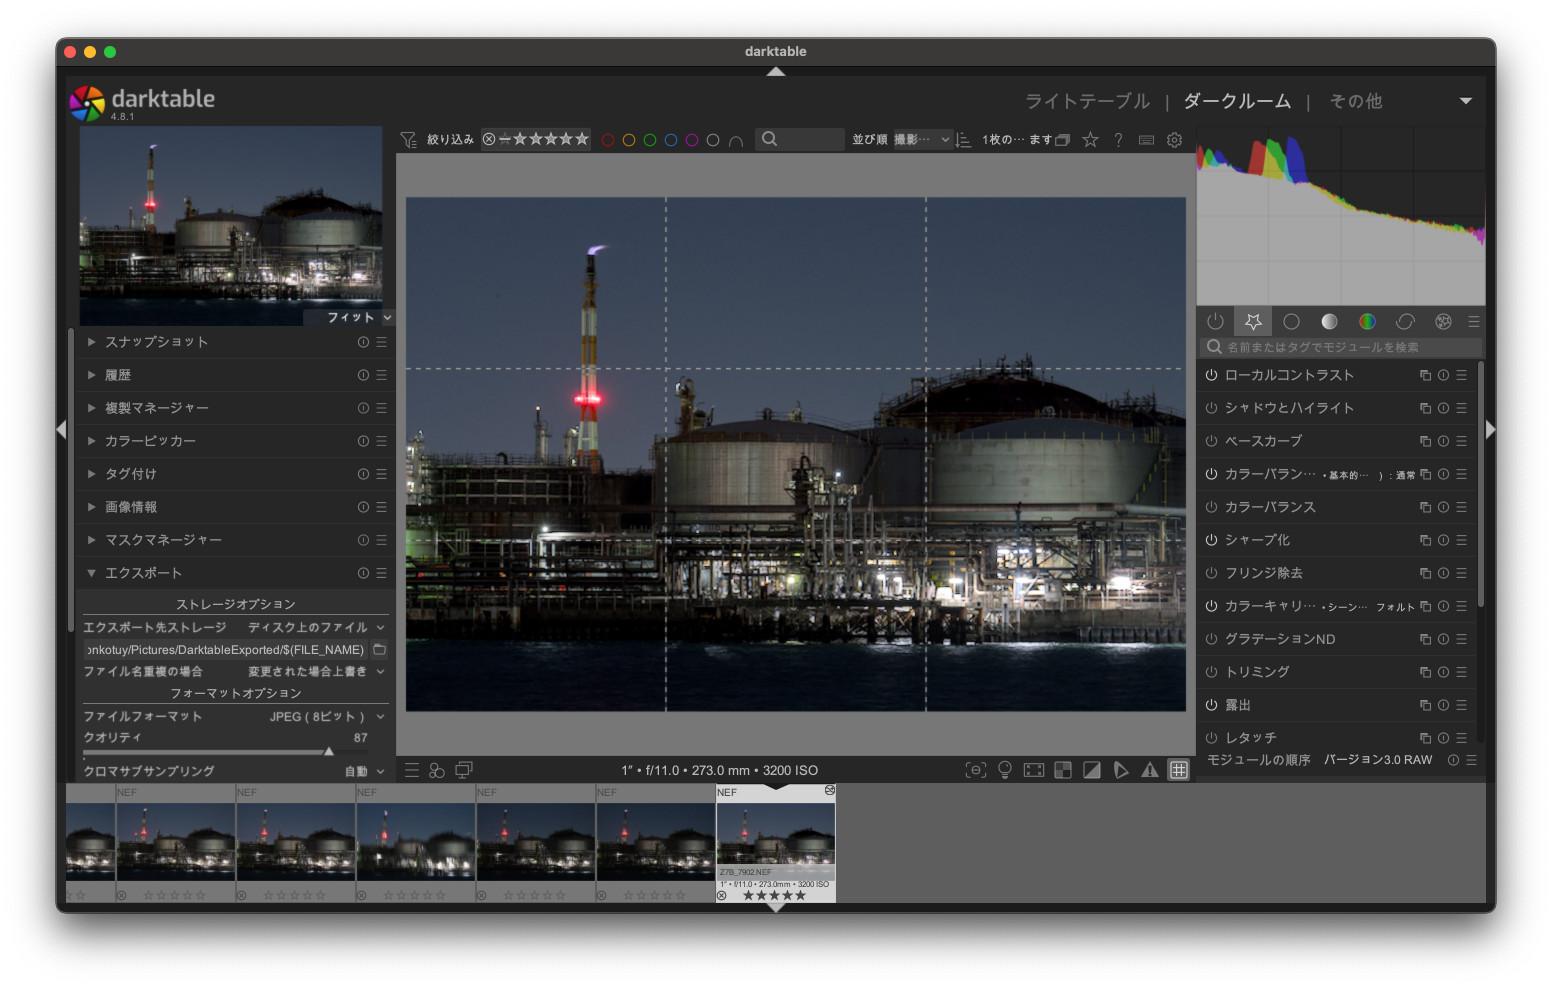 darktable
darktable
4.8.1
ライトテーブル | ダークルーム | その他
絞り込み
並び順 撮影…
1枚の… ます
フィット
スナップショット
履歴
複製マネージャー
カラーピッカー
タグ付け
画像情報
マスクマネージャー
エクスポート
ストレージオプション
エクスポート先ストレージ ディスク上のファイル
onkotuy/Pictures/DarktableExported/$(FILE_NAME)
ファイル名重複の場合 変更された場合上書き
フォーマットオプション
ファイルフォーマット JPEG ( 8ビット )
クオリティ 87
クロマサブサンプリング 自動
1″ • f/11.0 • 273.0 mm • 3200 ISO
名前またはタグでモジュールを検索
ローカルコントラスト
シャドウとハイライト
ベースカーブ
カラーバラン… • 基本的… ) : 通常
カラーバランス
シャープ化
フリンジ除去
カラーキャリ… • シーン… フォルト
グラデーションND
トリミング
露出
レタッチ
モジュールの順序 バージョン3.0 RAW
NEF
NEF
NEF
NEF
NEF
NEF
Z7B_7902.NEF
1″ • f/11.0 • 273.0mm • 3200 ISO